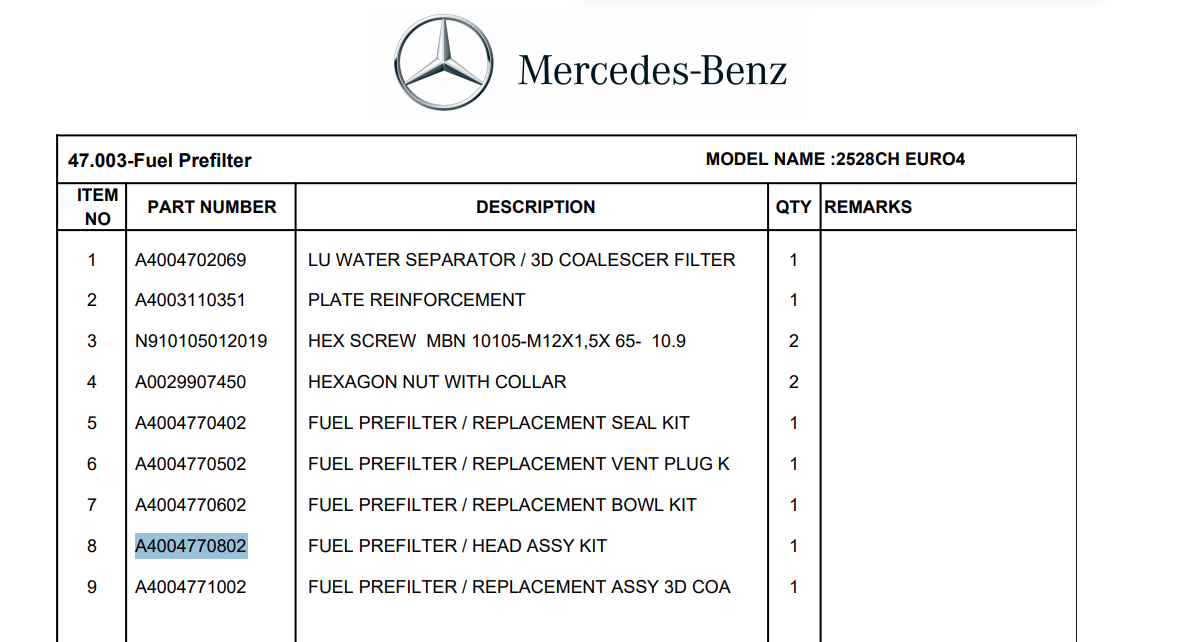 Mercedes-Benz
47.003-Fuel Prefilter MODEL NAME :2528CH EURO4
ITEM NO PART NUMBER DESCRIPTION QTY REMARKS
1 A4004702069 LU WATER SEPARATOR / 3D COALESCER FILTER 1
2 A4003110351 PLATE REINFORCEMENT 1
3 N910105012019 HEX SCREW MBN 10105-M12X1,5X 65- 10.9 2
4 A0029907450 HEXAGON NUT WITH COLLAR 2
5 A4004770402 FUEL PREFILTER / REPLACEMENT SEAL KIT 1
6 A4004770502 FUEL PREFILTER / REPLACEMENT VENT PLUG K 1
7 A4004770602 FUEL PREFILTER / REPLACEMENT BOWL KIT 1
8 A4004770802 FUEL PREFILTER / HEAD ASSY KIT 1
9 A4004771002 FUEL PREFILTER / REPLACEMENT ASSY 3D COA 1